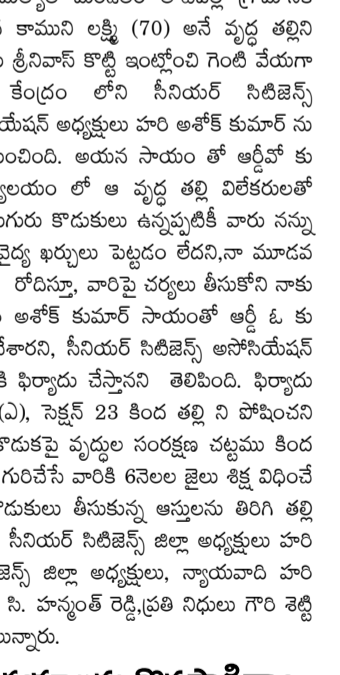 కాముని లక్ష్మి (70) అనే వృద్ధ తల్లిని
శ్రీనివాస్ కొట్టి ఇంట్లోంచి గెంటి వేయగా
కేంద్రం లోని సీనియర్ సిటిజెన్స్
యేషన్ అధ్యక్షులు హరి అశోక్ కుమార్ ను
ంచింది. అయన సాయం తో ఆర్డీవో కు
్యాలయం లో ఆ వృద్ధ తల్లి విలేకరులతో
ుగురు కొడుకులు ఉన్నప్పటికీ వారు నన్ను
వైద్య ఖర్చులు పెట్టడం లేదని,నా మూడవ
రోదిస్తూ, వారిపై చర్యలు తీసుకోని నాకు
అశోక్ కుమార్ సాయంతో ఆర్డీ ఓ కు
చేశారని, సీనియర్ సిటిజెన్స్ అసోసియేషన్
కి ఫిర్యాదు చేస్తానని తెలిపింది. ఫిర్యాదు
(ఎ), సెక్షన్ 23 కింద తల్లి ని పోషించని
కొడుకపై వృద్ధుల సంరక్షణ చట్టము కింద
గురిచేసే వారికి 6నెలల జైలు శిక్ష విధించే
ొడుకులు తీసుకున్న ఆస్తులను తిరిగి తల్లి
సీనియర్ సిటిజెన్స్ జిల్లా అధ్యక్షులు హరి
జెన్స్ జిల్లా అధ్యక్షులు, న్యాయవాది హరి
సి. హన్మంత్ రెడ్డి,ప్రతి నిధులు గౌరి శెట్టి
ున్నారు.